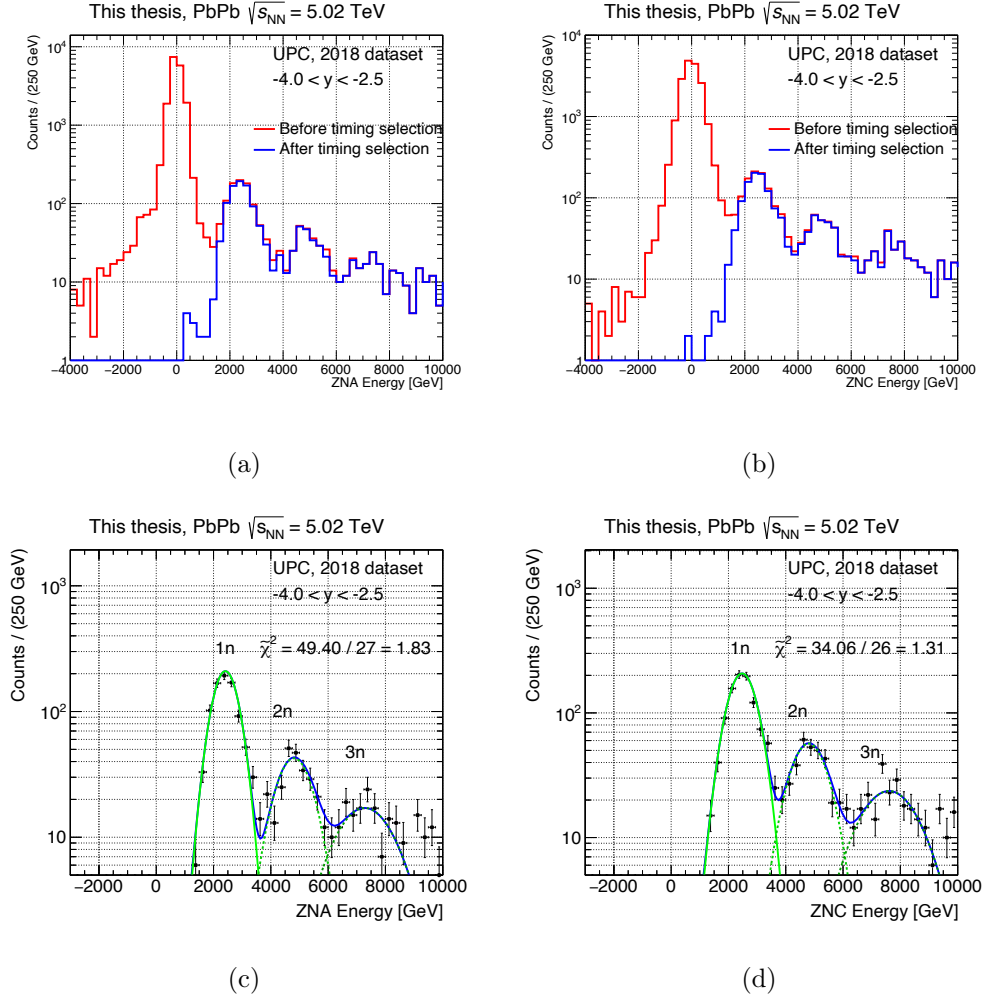 This thesis, PbPb √s_NN = 5.02 TeV
Counts / (250 GeV)
UPC, 2018 dataset
-4.0 < y < -2.5
Before timing selection
After timing selection
10⁴
10³
10²
10
1
−4000 −2000 0 2000 4000 6000 8000 10000
ZNA Energy [GeV]
(a)
This thesis, PbPb √s_NN = 5.02 TeV
Counts / (250 GeV)
UPC, 2018 dataset
-4.0 < y < -2.5
Before timing selection
After timing selection
10⁴
10³
10²
10
1
−4000 −2000 0 2000 4000 6000 8000 10000
ZNC Energy [GeV]
(b)
This thesis, PbPb √s_NN = 5.02 TeV
Counts / (250 GeV)
UPC, 2018 dataset
-4.0 < y < -2.5
1n χ̃² = 49.40 / 27 = 1.83
2n
3n
10³
10²
10
−2000 0 2000 4000 6000 8000 10000
ZNA Energy [GeV]
(c)
This thesis, PbPb √s_NN = 5.02 TeV
Counts / (250 GeV)
UPC, 2018 dataset
-4.0 < y < -2.5
1n χ̃² = 34.06 / 26 = 1.31
2n
3n
10³
10²
10
−2000 0 2000 4000 6000 8000 10000
ZNC Energy [GeV]
(d)